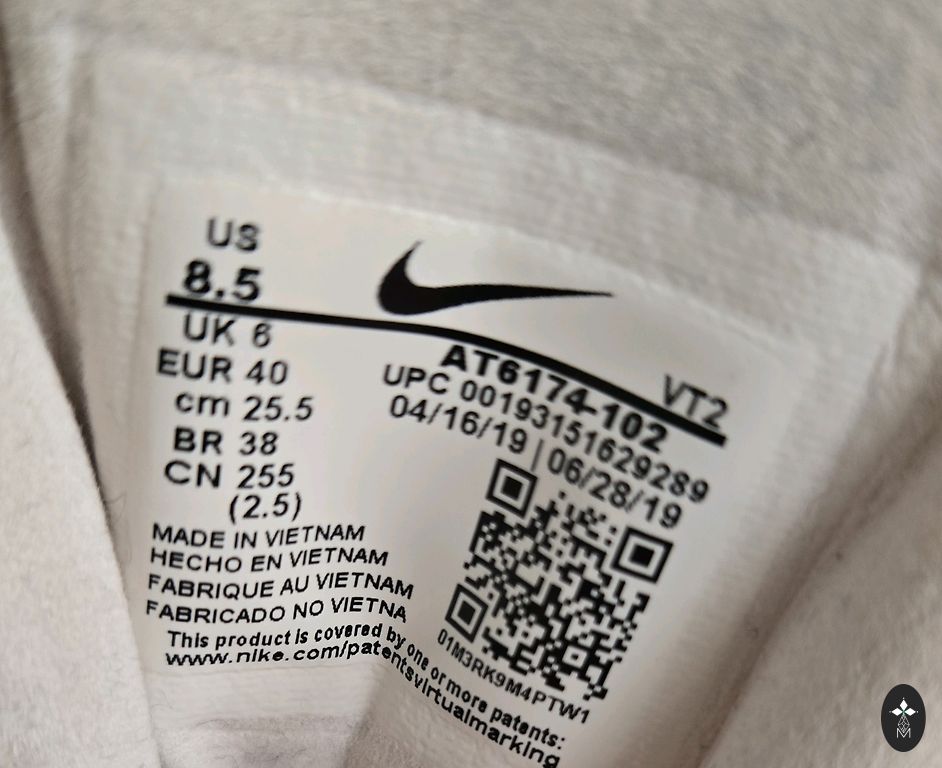 US
8.5
UK 6
EUR 40
cm 25.5
BR 38
CN 255
(2.5)
MADE IN VIETNAM
HECHO EN VIETNAM
FABRIQUE AU VIETNAM
FABRICADO NO VIETNA
This product is covered by one or more patents:
www.nike.com/patentsvirtualmarking
VT2
AT6174-102
UPC 00193151629289
04/16/19 | 06/28/19
01M3RK9M4PTW1
M